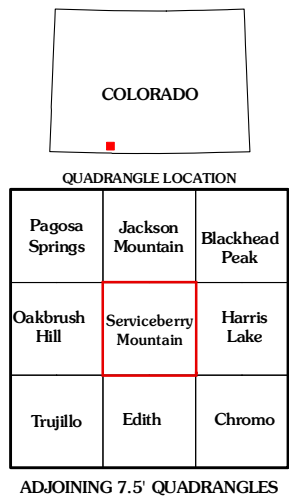 COLORADO
QUADRANGLE LOCATION
Pagosa
Springs
Jackson
Mountain
Blackhead
Peak
Oakbrush
Hill
Serviceberry
Mountain
Harris
Lake
Trujillo
Edith
Chromo
ADJOINING 7.5' QUADRANGLES